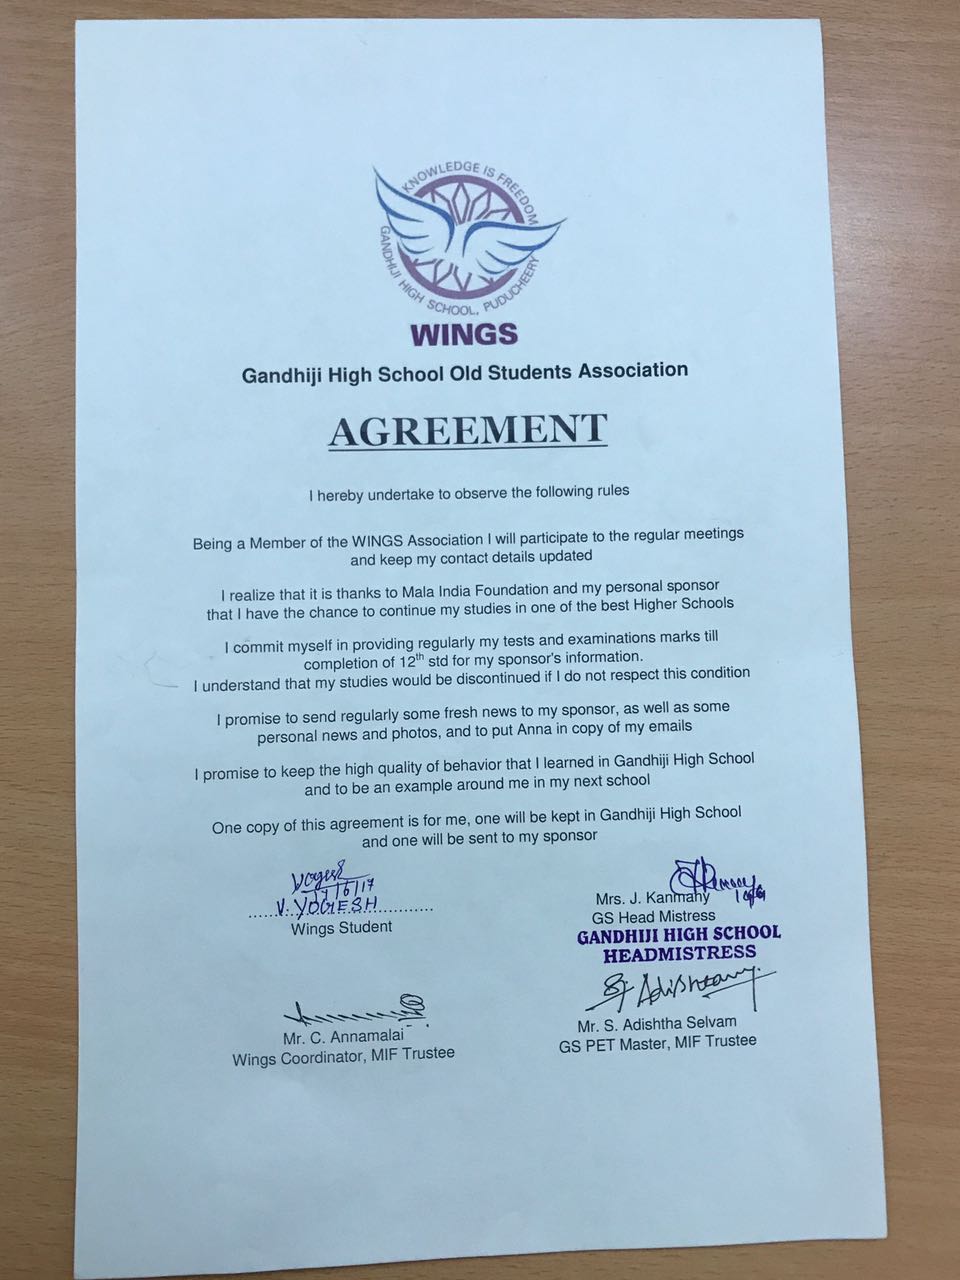 KNOWLEDGE IS FREEDOM
GANDHIJI HIGH SCHOOL, PUDUCHEERY
WINGS
Gandhiji High School Old Students Association
AGREEMENT
I hereby undertake to observe the following rules
Being a Member of the WINGS Association I will participate to the regular meetings
and keep my contact details updated
I realize that it is thanks to Mala India Foundation and my personal sponsor
that I have the chance to continue my studies in one of the best Higher Schools
I commit myself in providing regularly my tests and examinations marks till
completion of 12th std for my sponsor's information.
I understand that my studies would be discontinued if I do not respect this condition
I promise to send regularly some fresh news to my sponsor, as well as some
personal news and photos, and to put Anna in copy of my emails
I promise to keep the high quality of behavior that I learned in Gandhiji High School
and to be an example around me in my next school
One copy of this agreement is for me, one will be kept in Gandhiji High School
and one will be sent to my sponsor
V. YOGESH
Wings Student
Mrs. J. Kanmahy
GS Head Mistress
GANDHIJI HIGH SCHOOL
HEADMISTRESS
Mr. C. Annamalai
Wings Coordinator, MIF Trustee
Mr. S. Adishtha Selvam
GS PET Master, MIF Trustee